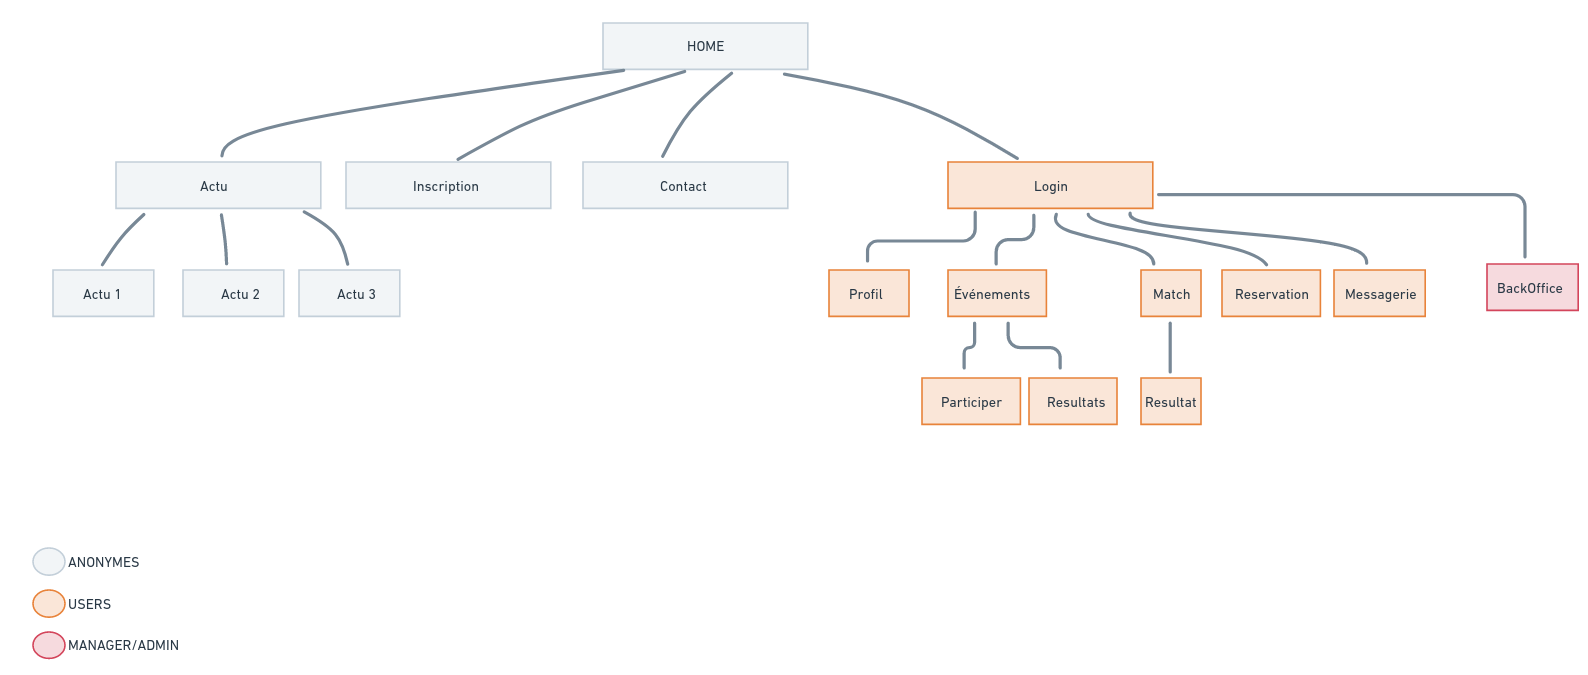 HOME
Actu
Inscription
Contact
Login
Actu 1
Actu 2
Actu 3
Profil
Événements
Match
Reservation
Messagerie
BackOffice
Participer
Resultats
Resultat
ANONYMES
USERS
MANAGER/ADMIN